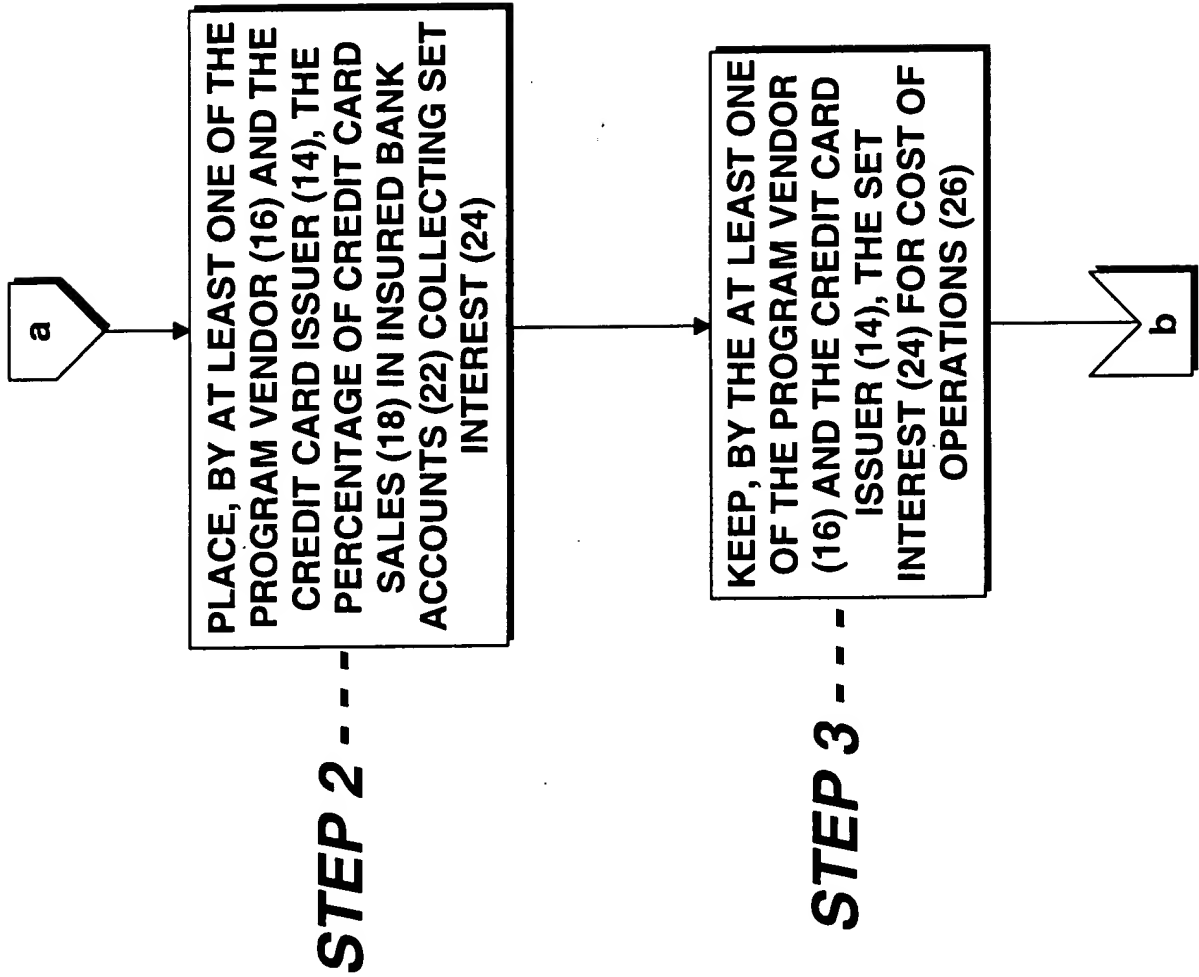 a
STEP 2 - - -
PLACE, BY AT LEAST ONE OF THE
PROGRAM VENDOR (16) AND THE
CREDIT CARD ISSUER (14), THE
PERCENTAGE OF CREDIT CARD
SALES (18) IN INSURED BANK
ACCOUNTS (22) COLLECTING SET
INTEREST (24)
STEP 3 - - -
KEEP, BY THE AT LEAST ONE
OF THE PROGRAM VENDOR
(16) AND THE CREDIT CARD
ISSUER (14), THE SET
INTEREST (24) FOR COST OF
OPERATIONS (26)
b